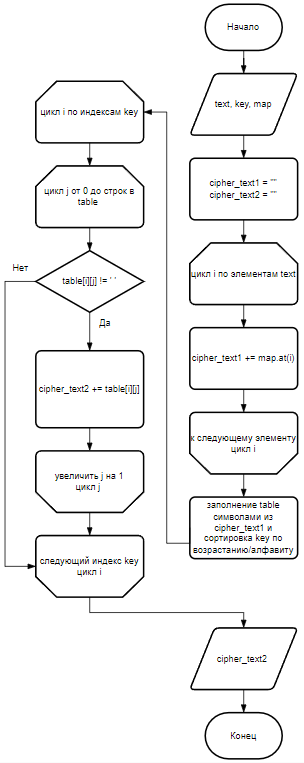 Начало
text, key, map
cipher_text1 = ""
cipher_text2 = ""
цикл i по элементам text
cipher_text1 += map.at(i)
к следующему элементу
цикл i
заполнение table
символами из
cipher_text1 и
сортировка key по
возрастанию/алфавиту
цикл i по индексам key
цикл j от 0 до строк в
table
table[i][j] != ' '
Нет
Да
cipher_text2 += table[i][j]
увеличить j на 1
цикл j
следующий индекс key
цикл i
cipher_text2
Конец